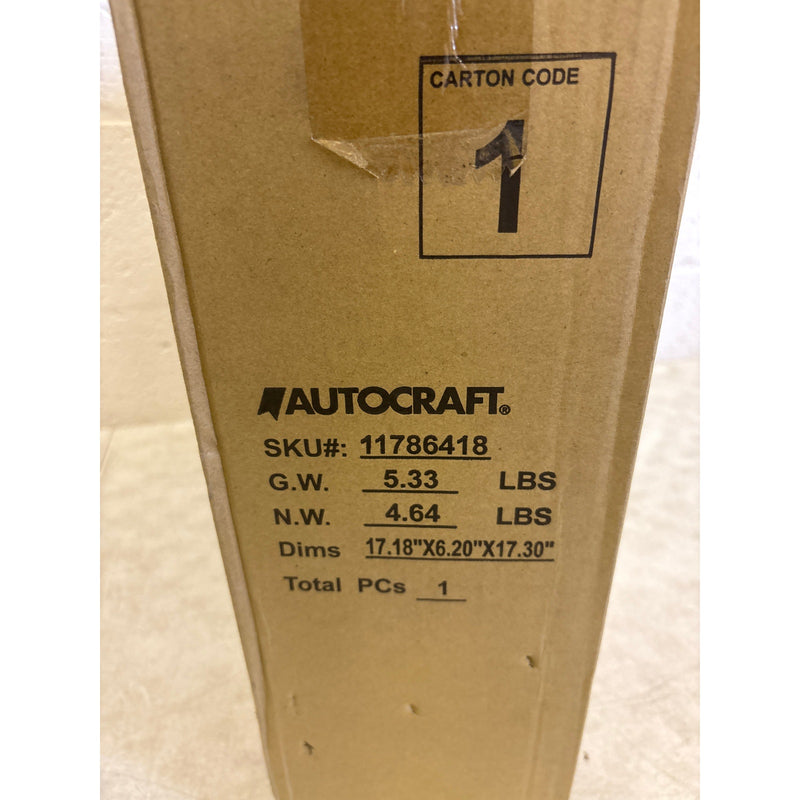 CARTON CODE
1
AUTOCRAFT®
SKU#: 11786418
G.W. 5.33 LBS
N.W. 4.64 LBS
Dims 17.18"X6.20"X17.30"
Total PCs 1